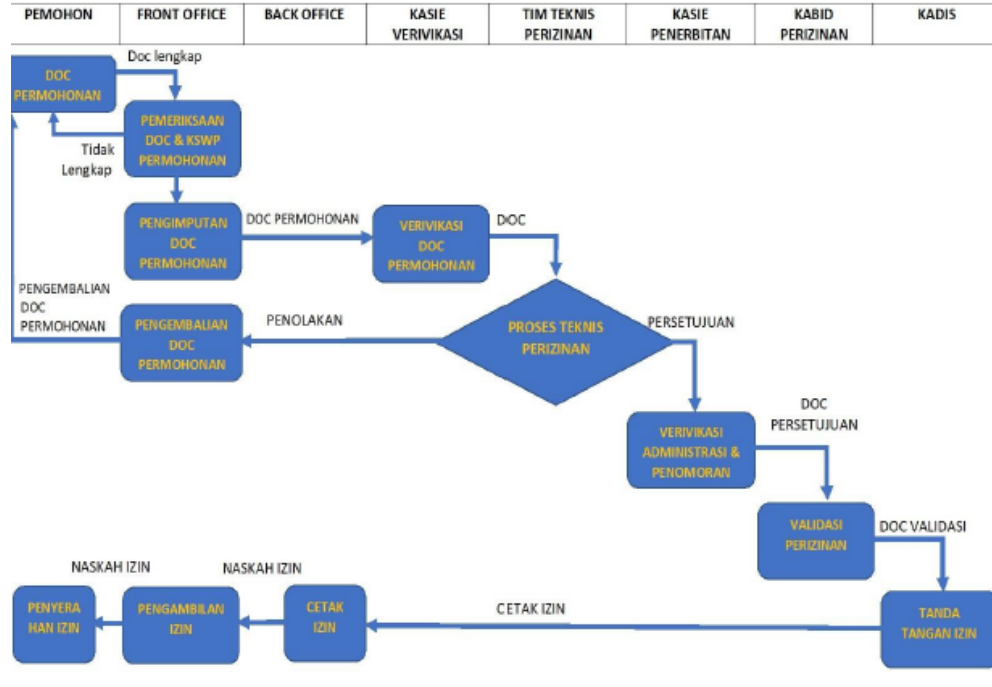 PEMOHON
FRONT OFFICE
BACK OFFICE
KASIE
VERIVIKASI
TIM TEKNIS
PERIZINAN
KASIE
PENERBITAN
KABID
PERIZINAN
KADIS
Doc lengkap
DOC
PERMOHONAN
PEMERIKSAAN
DOC & KSWP
PERMOHONAN
Tidak
Lengkap
PENGIMPUTAN
DOC
PERMOHONAN
DOC PERMOHONAN
VERIVIKASI
DOC
PERMOHONAN
DOC
PENGEMBALIAN
DOC
PERMOHONAN
PENGEMBALIAN
DOC
PERMOHONAN
PENOLAKAN
PROSES TEKNIS
PERIZINAN
PERSETUJUAN
VERIVIKASI
ADMINISTRASI &
PENOMORAN
DOC
PERSETUJUAN
VALIDASI
PERIZINAN
DOC VALIDASI
TANDA
TANGAN IZIN
CETAK IZIN
CETAK
IZIN
NASKAH IZIN
PENGAMBILAN
IZIN
NASKAH IZIN
PENYERA
HAN IZIN